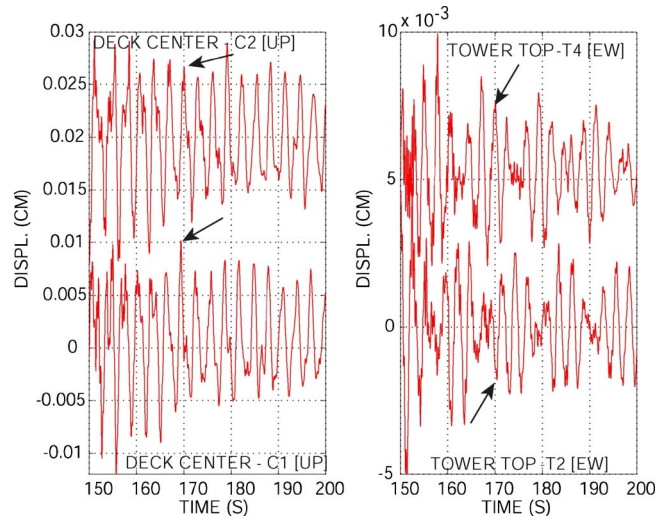 0.03
DECK CENTER - C2 [UP]
0.025
0.02
0.015
0.01
0.005
0
-0.005
-0.01
DISPL. (CM)
DECK CENTER - C1 [UP]
150 160 170 180 190 200
TIME (S)
10 x 10-3
TOWER TOP-T4 [EW]
5
0
-5
DISPL. (CM)
TOWER TOP -T2 [EW]
150 160 170 180 190 200
TIME (S)